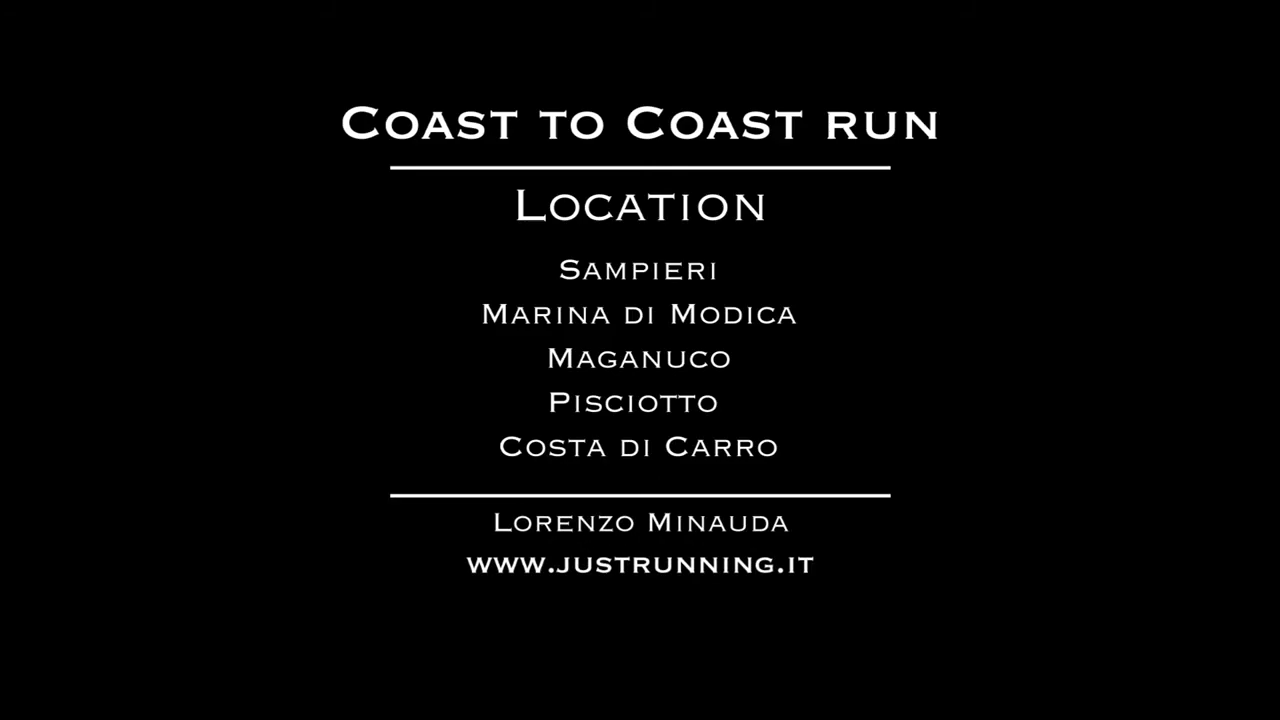 Coast to Coast run
Location
Sampieri
Marina di Modica
Maganuco
Pisciotto
Costa di Carro
Lorenzo Minauda
www.justrunning.it